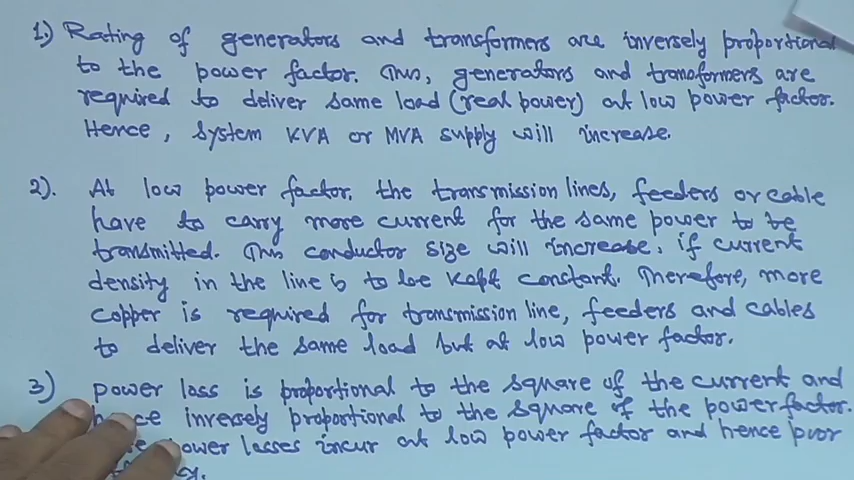 1.) Rating of generators and transformers are inversely proportional
to the power factor. Thus, generators and transformers are
required to deliver same load (real power) at low power factor.
Hence, system KVA or MVA supply will increase.
2). At low power factor, the transmission lines, feeders or cable
have to carry more current for the same power to be
transmitted. Thus conductor size will increase, if current
density in the line is to be kept constant. Therefore, more
copper is required for transmission line, feeders and cables
to deliver the same load but at low power factor.
3) Power loss is proportional to the square of the current and
hence inversely proportional to the square of the power factor.
power losses incur at low power factor and hence poor